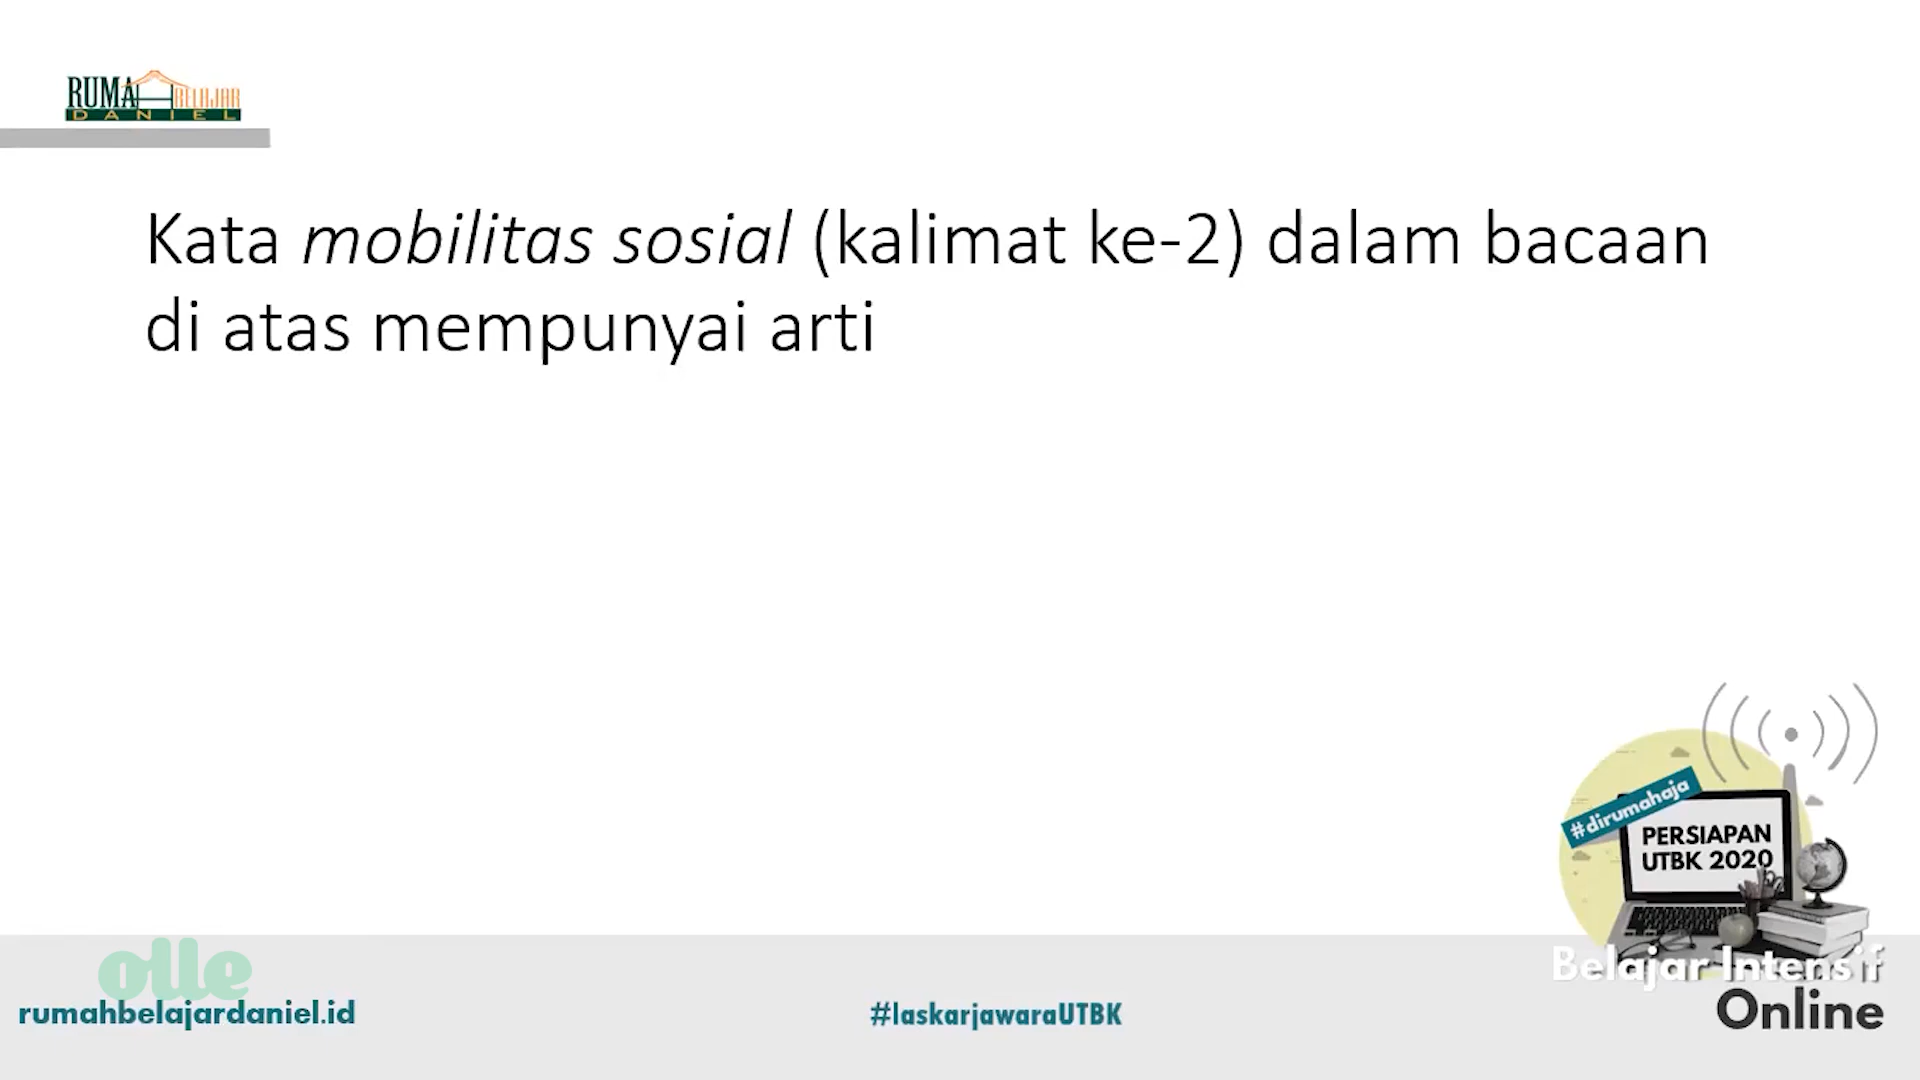 RUMA BELAJAR
DANIEL
Kata mobilitas sosial (kalimat ke-2) dalam bacaan
di atas mempunyai arti
#dirumahaja
PERSIAPAN
UTBK 2020
Belajar Intensif
Online
olle
rumahbelajardaniel.id
#laskarjawaraUTBK